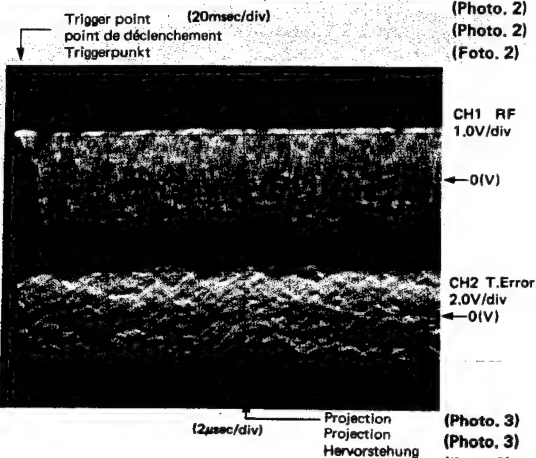 Trigger point (20msec/div)
point de déclenchement
Triggerpunkt
(Photo. 2)
(Photo. 2)
(Foto. 2)
CH1 RF
1.0V/div
0(V)
CH2 T.Error
2.0V/div
0(V)
(2μsec/div)
Projection
Projection
Hervorstehung
(Photo. 3)
(Photo. 3)